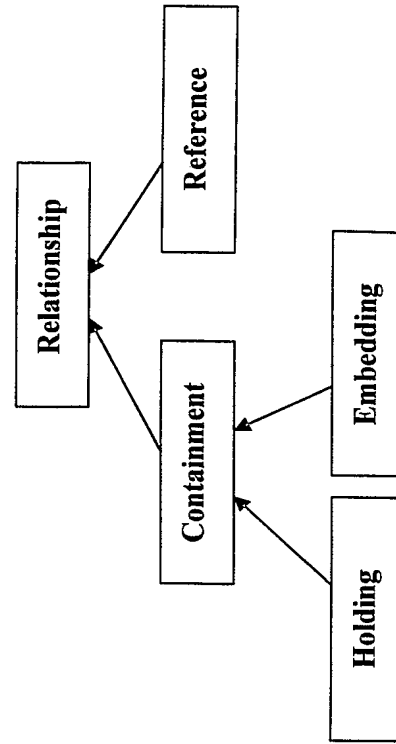 Relationship
Containment
Reference
Holding
Embedding